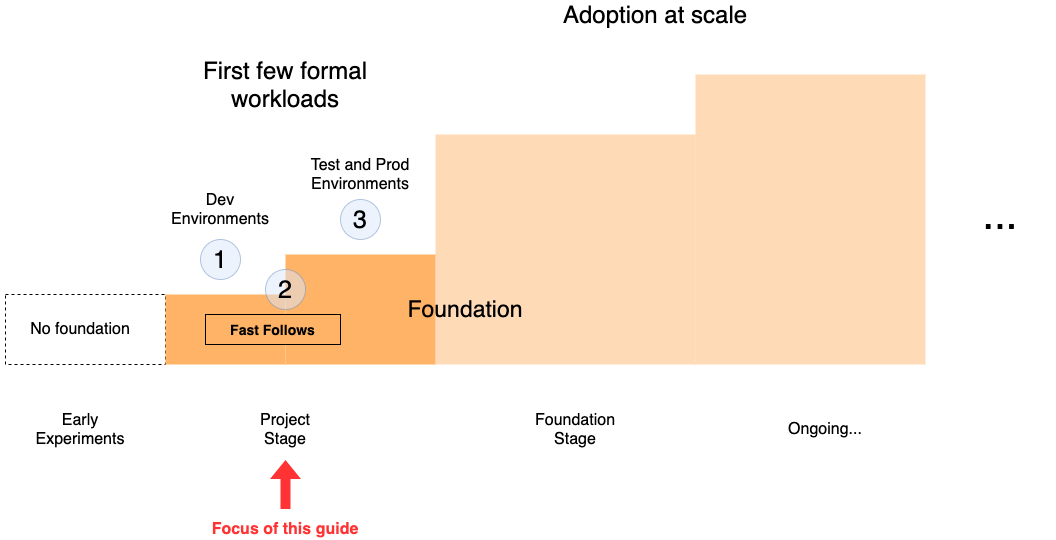 Adoption at scale
First few formal
workloads
Test and Prod
Environments
Dev
Environments
3
1
2
...
No foundation
Fast Follows
Foundation
Early
Experiments
Project
Stage
Foundation
Stage
Ongoing...
Focus of this guide